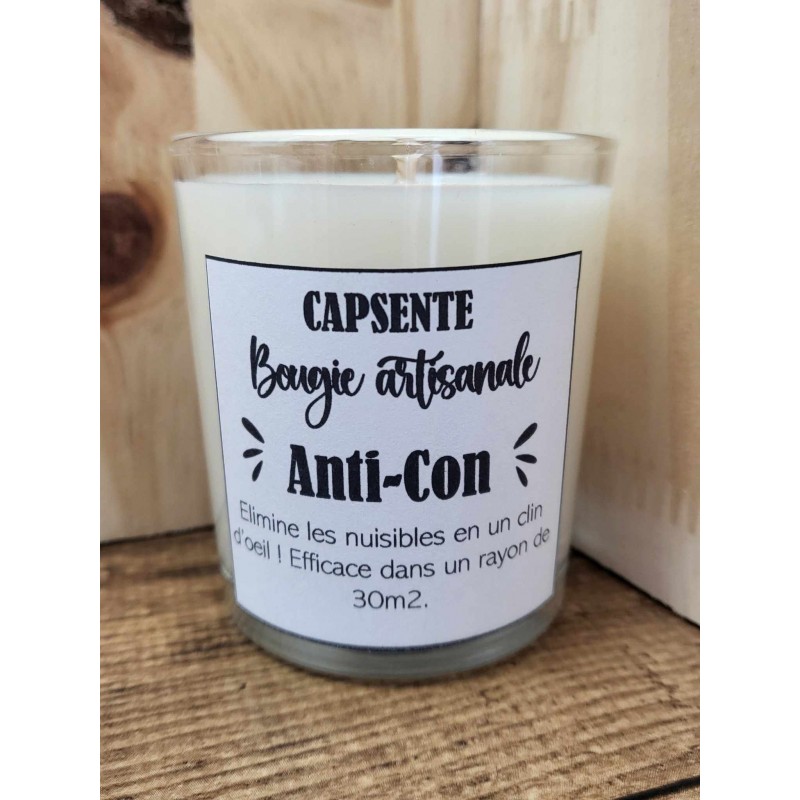 CAPSENTE
Bougie artisanale
Anti-Con
Elimine les nuisibles en un clin
d'oeil ! Efficace dans un rayon de
30m2.